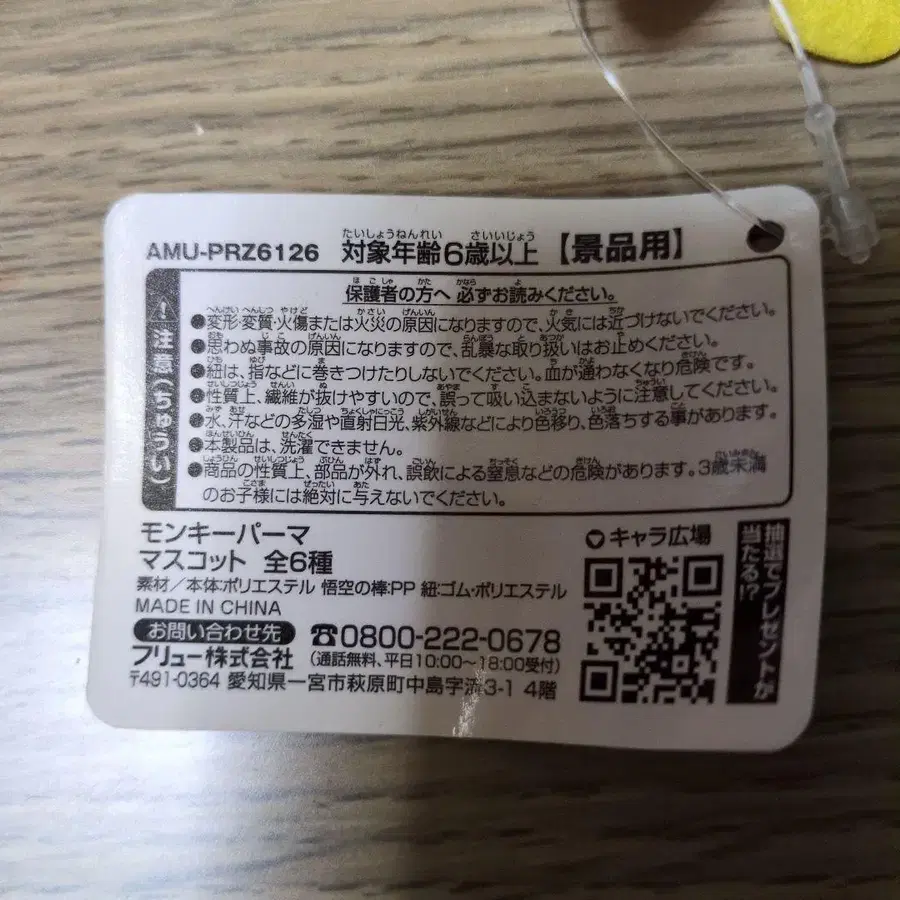 AMU-PRZ6126 対象年齢6歳以上【景品用】
たいしょうねんれい さいいじょう
注意(ちゅうい)
保護者の方へ 必ずお読みください。
●変形・変質・火傷または火災の原因になりますので、火気には近づけないでください。
●思わぬ事故の原因になりますので、乱暴な取り扱いはお止めください。
●紐は、指などに巻きつけたりしないでください。血が通わなくなり危険です。
●性質上、繊維が抜けやすいので、誤って吸い込まないように注意してください。
●水、汗などの多湿や直射日光、紫外線などにより色移り、色落ちする事があります。
●本製品は、洗濯できません。
●商品の性質上、部品が外れ、誤飲による窒息などの危険があります。3歳未満
のお子様には絶対に与えないでください。
モンキーパーマ
マスコット 全6種
素材/本体:ポリエステル 悟空の棒:PP 紐:ゴム・ポリエステル
MADE IN CHINA
お問い合わせ先 ☎0800-222-0678
フリュー株式会社 (通話無料、平日10:00~18:00受付)
〒491-0364 愛知県一宮市萩原町中島字流3-1 4階
キャラ広場
抽選でプレゼントが
当たる!?